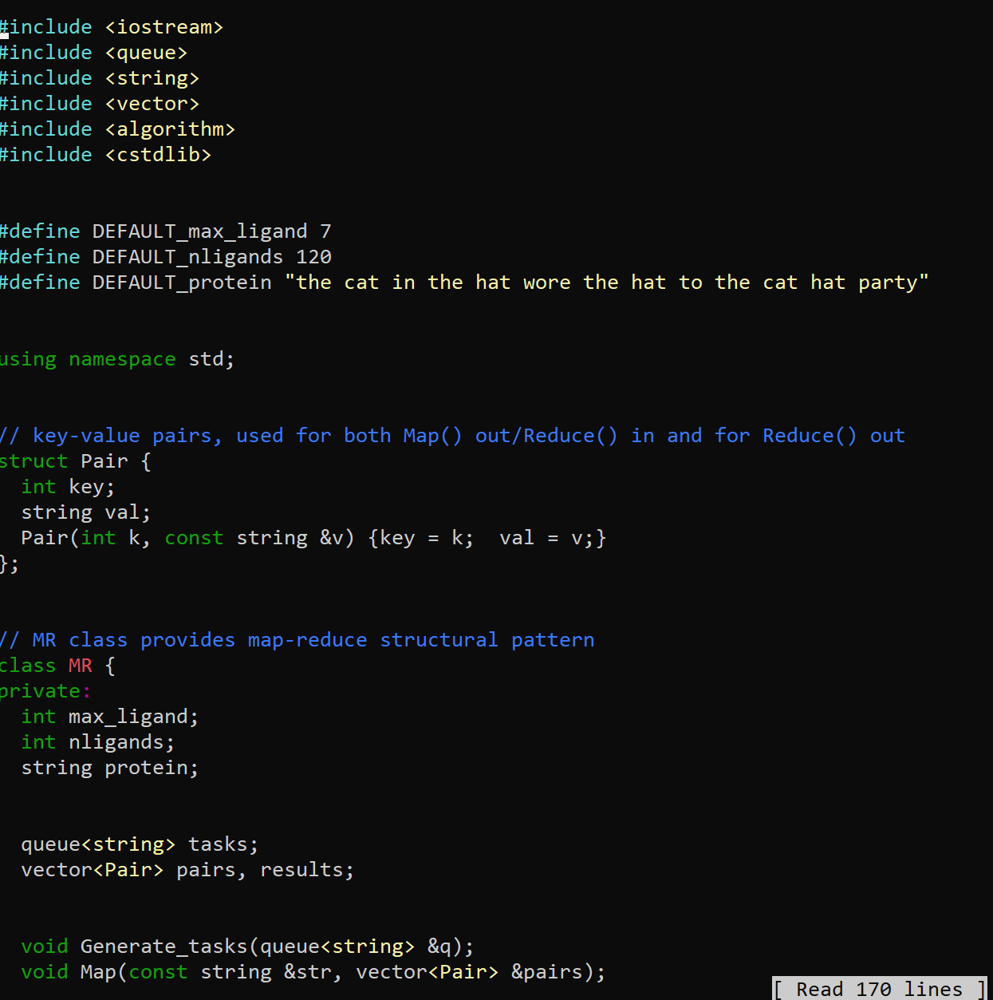 #include <iostream>
#include <queue>
#include <string>
#include <vector>
#include <algorithm>
#include <cstdlib>
#define DEFAULT_max_ligand 7
#define DEFAULT_nligands 120
#define DEFAULT_protein "the cat in the hat wore the hat to the cat hat party"
using namespace std;
// key-value pairs, used for both Map() out/Reduce() in and for Reduce() out
struct Pair {
  int key;
  string val;
  Pair(int k, const string &v) {key = k;  val = v;}
};
// MR class provides map-reduce structural pattern
class MR {
private:
  int max_ligand;
  int nligands;
  string protein;
  queue<string> tasks;
  vector<Pair> pairs, results;
  void Generate_tasks(queue<string> &q);
  void Map(const string &str, vector<Pair> &pairs);
[ Read 170 lines ]